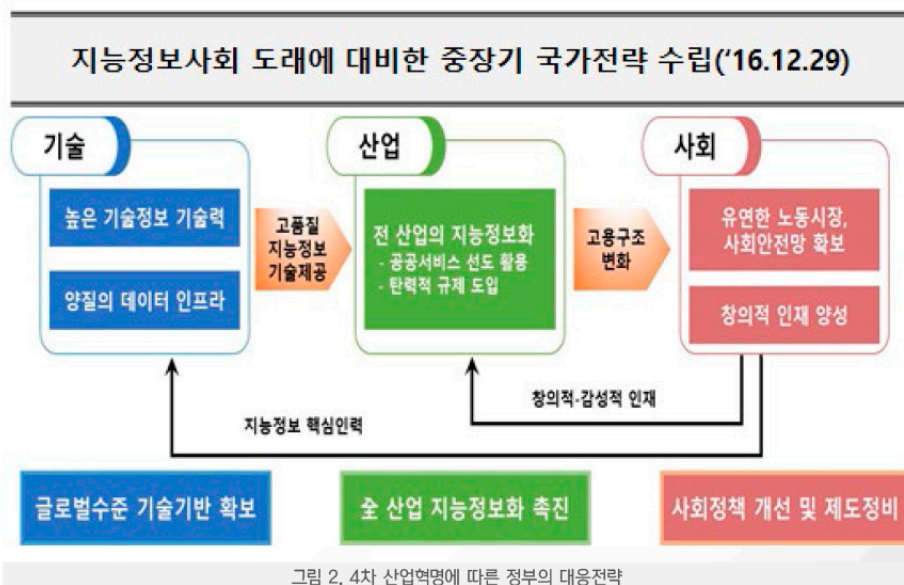 지능정보사회 도래에 대비한 중장기 국가전략 수립('16.12.29)
기술
높은 기술정보 기술력
양질의 데이터 인프라
고품질
지능정보
기술제공
산업
전 산업의 지능정보화
- 공공서비스 선도 활용
- 탄력적 규제 도입
고용구조
변화
사회
유연한 노동시장,
사회안전망 확보
창의적 인재 양성
창의적·감성적 인재
지능정보 핵심인력
글로벌수준 기술기반 확보
全 산업 지능정보화 촉진
사회정책 개선 및 제도정비
그림 2. 4차 산업혁명에 따른 정부의 대응전략